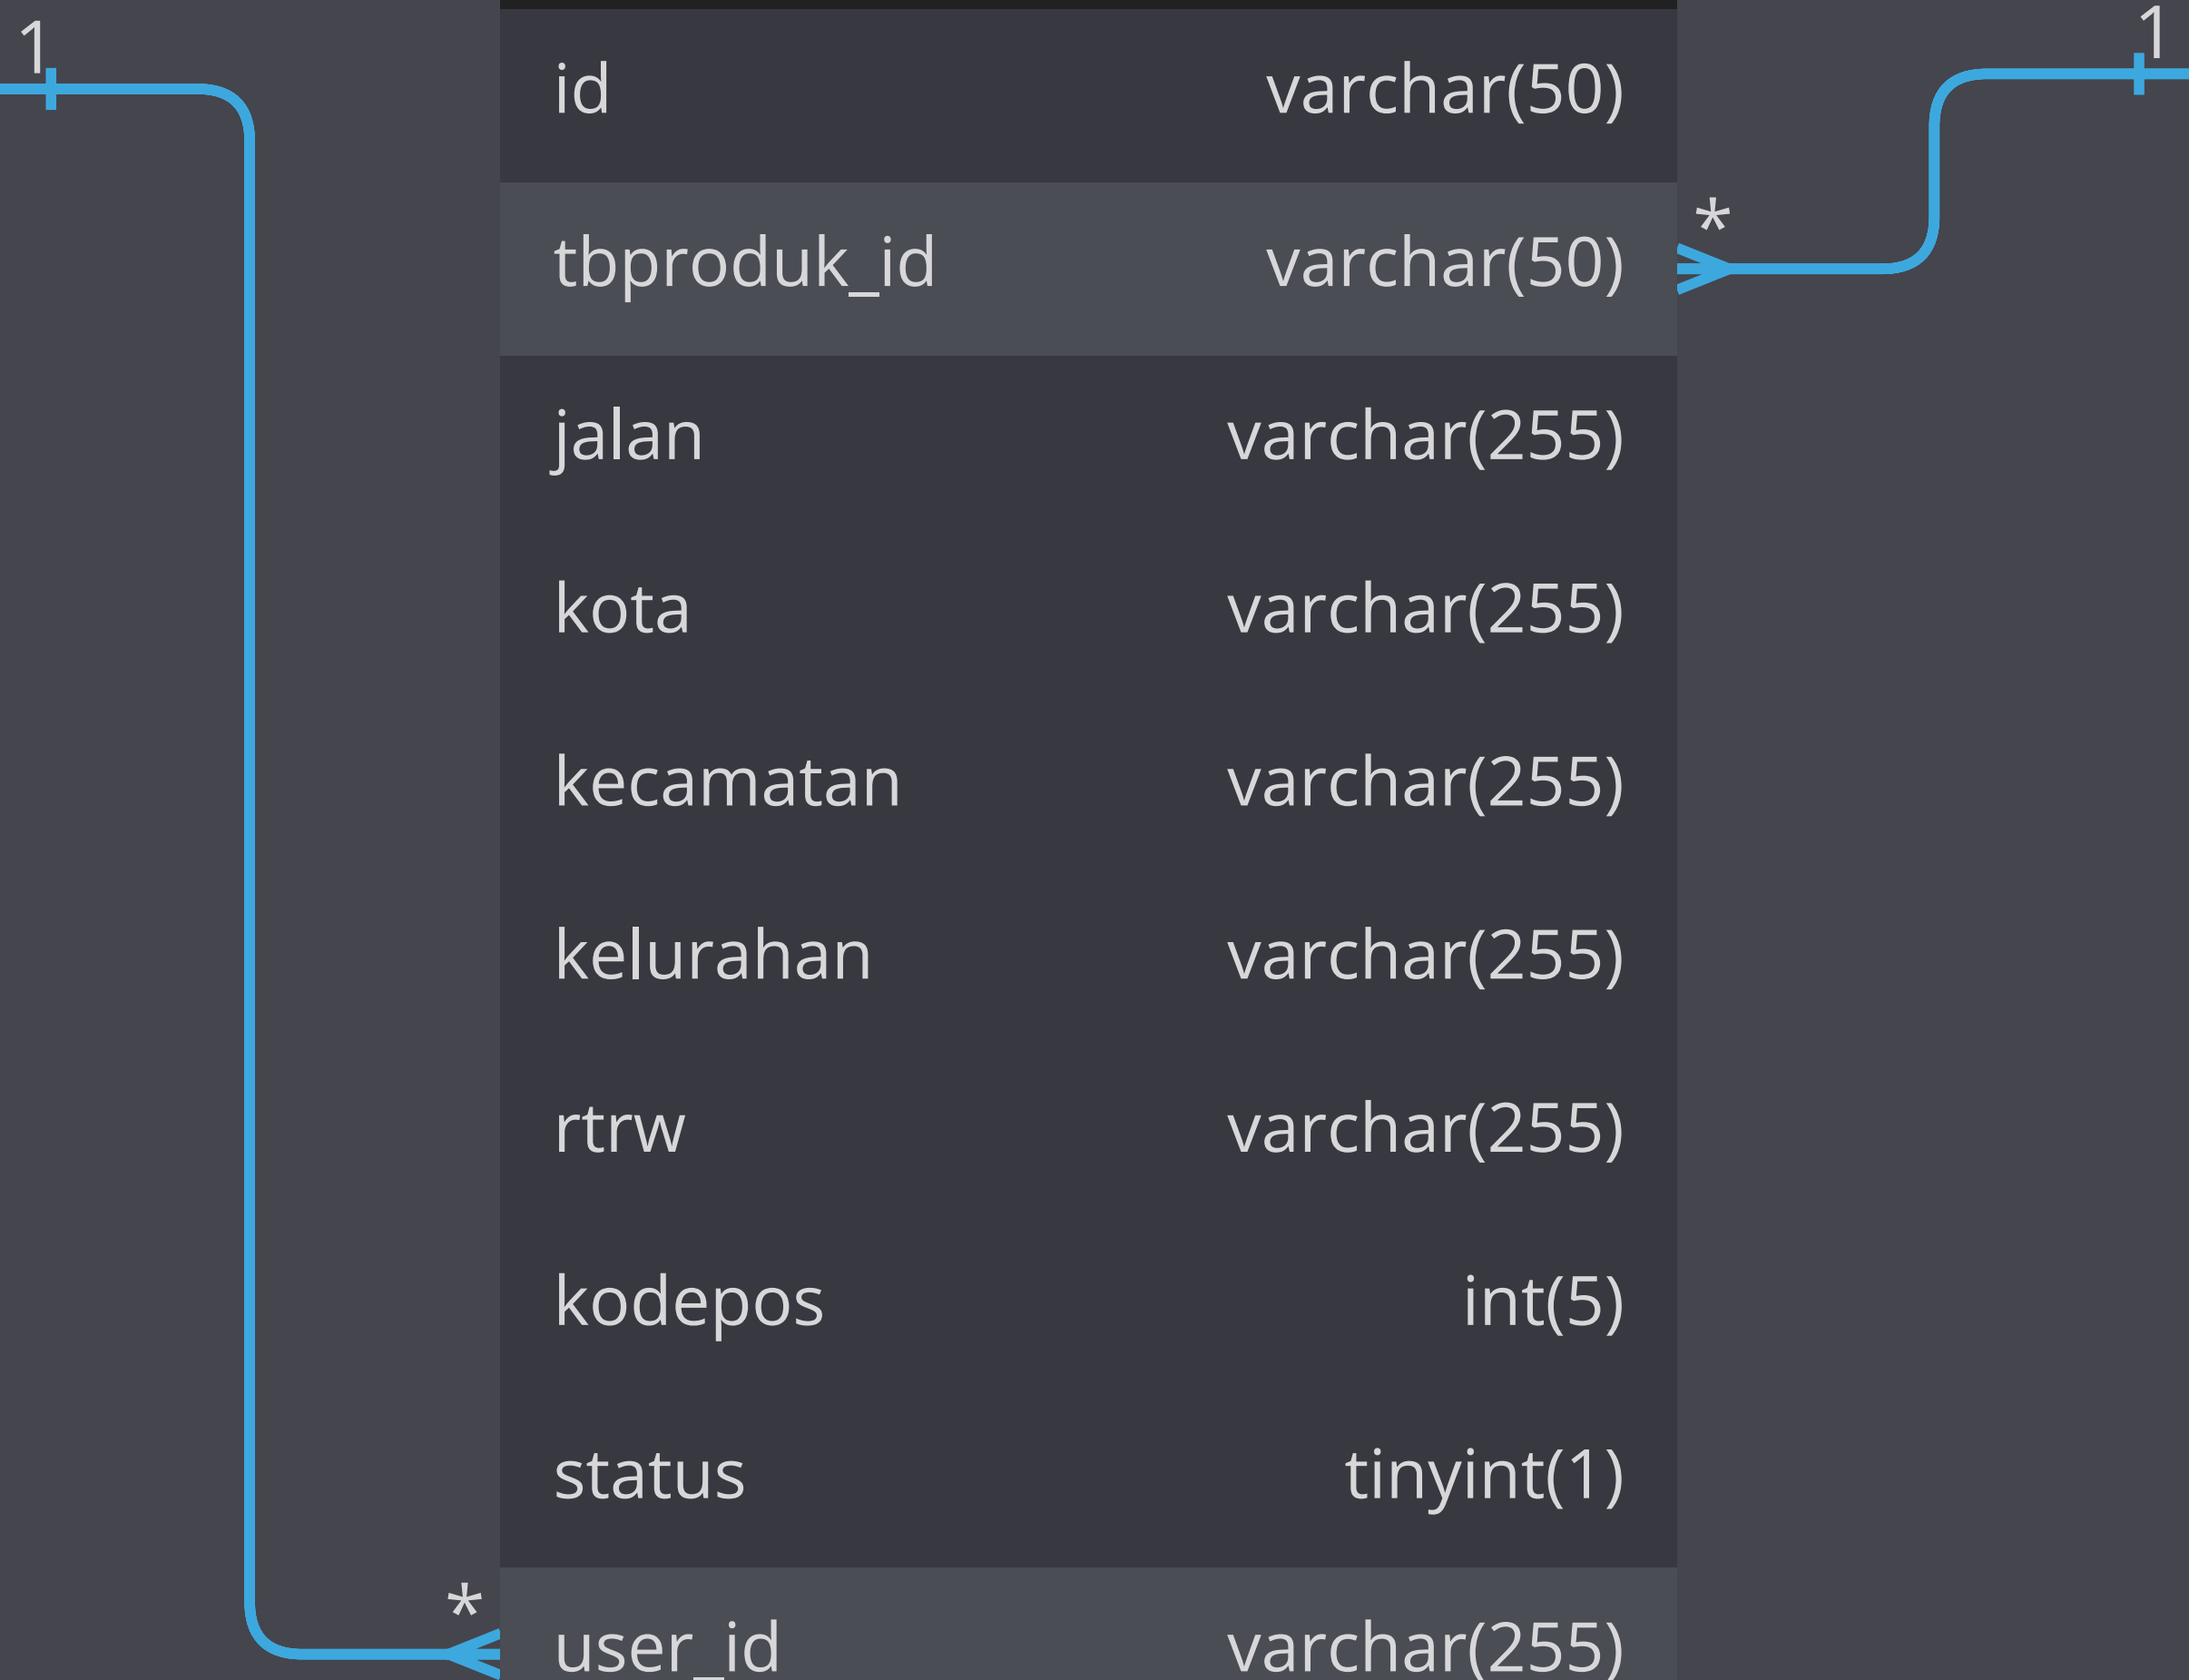 1 1
id varchar(50)
*
tbproduk_id varchar(50)
jalan varchar(255)
kota varchar(255)
kecamatan varchar(255)
kelurahan varchar(255)
rtrw varchar(255)
kodepos int(5)
status tinyint(1)
*
user_id varchar(255)